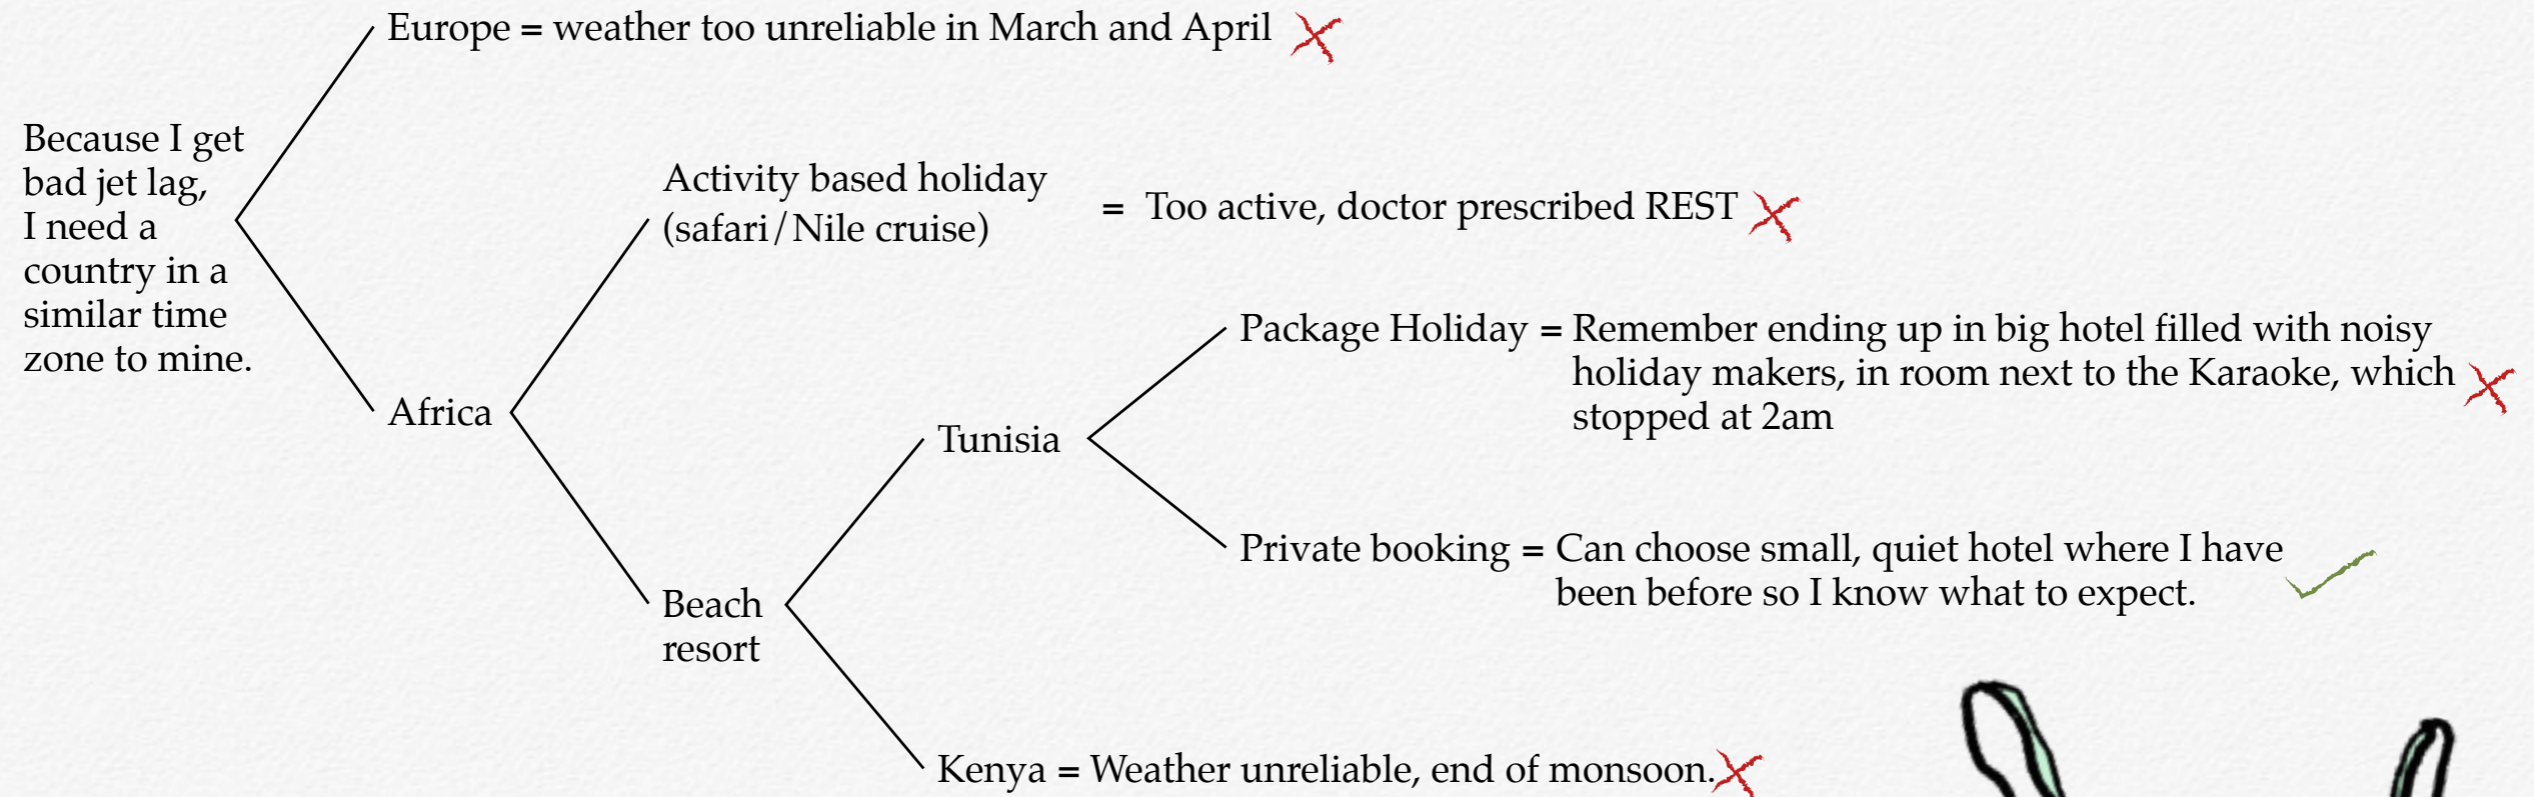 Europe = weather too unreliable in March and April
Because I get
bad jet lag,
I need a
country in a
similar time
zone to mine.
Activity based holiday
(safari/Nile cruise)
= Too active, doctor prescribed REST
Africa
Package Holiday = Remember ending up in big hotel filled with noisy
holiday makers, in room next to the Karaoke, which
stopped at 2am
Tunisia
Private booking = Can choose small, quiet hotel where I have
been before so I know what to expect.
Beach
resort
Kenya = Weather unreliable, end of monsoon.